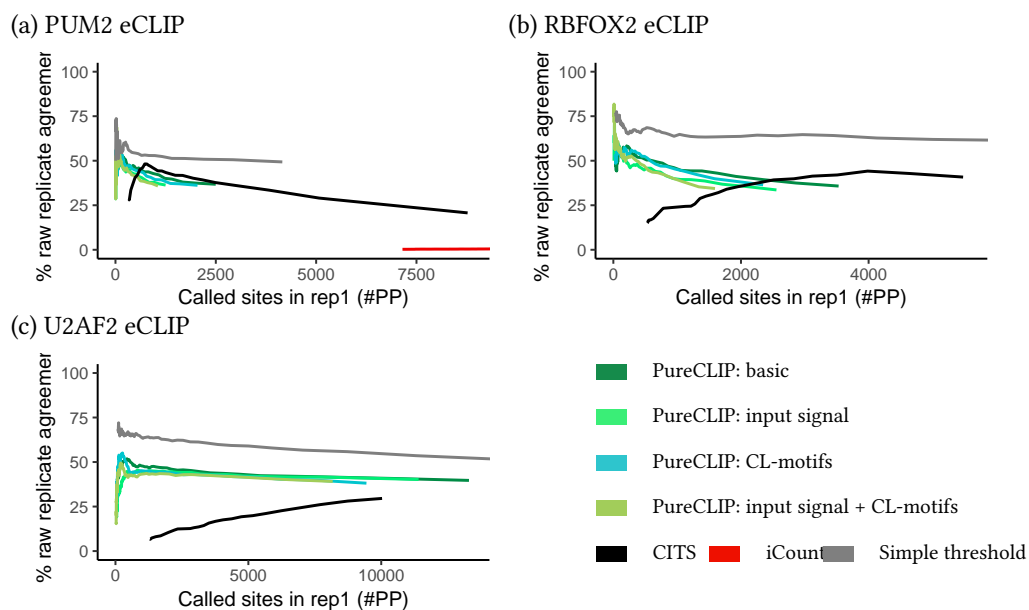 (a) PUM2 eCLIP
% raw replicate agreemen
100
75
50
25
0
0 2500 5000 7500
Called sites in rep1 (#PP)
(b) RBFOX2 eCLIP
% raw replicate agreemen
100
75
50
25
0
0 2000 4000
Called sites in rep1 (#PP)
(c) U2AF2 eCLIP
% raw replicate agreemen
100
75
50
25
0
0 5000 10000
Called sites in rep1 (#PP)
PureCLIP: basic
PureCLIP: input signal
PureCLIP: CL-motifs
PureCLIP: input signal + CL-motifs
CITS iCount Simple threshold